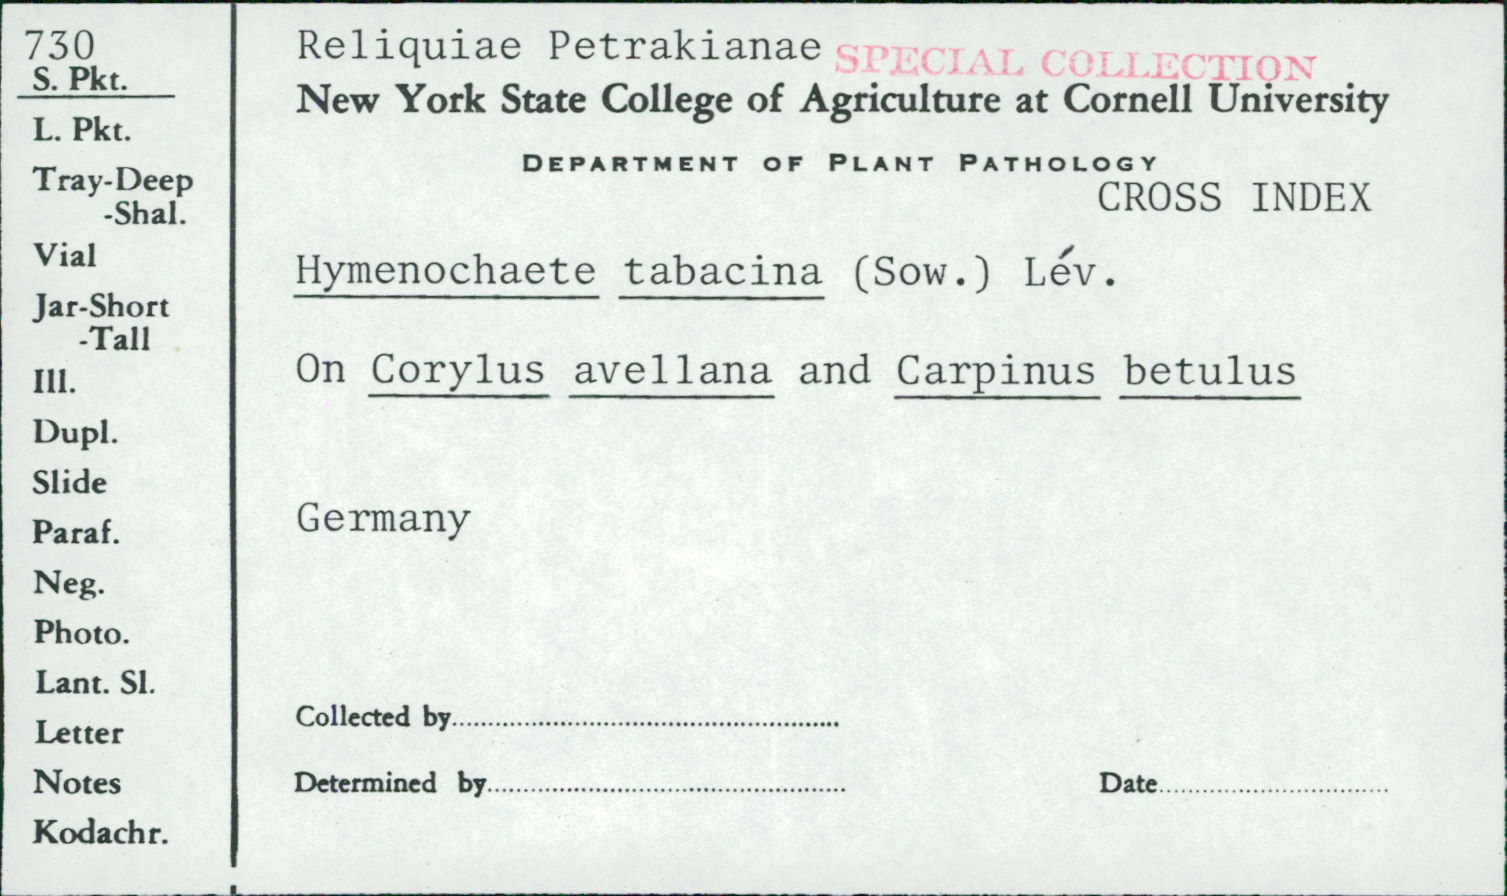 730
S. Pkt.
L. Pkt.
Tray-Deep
-Shal.
Vial
Jar-Short
-Tall
Ill.
Dupl.
Slide
Paraf.
Neg.
Photo.
Lant. Sl.
Letter
Notes
Kodachr.
Reliquiae Petrakianae SPECIAL COLLECTION
New York State College of Agriculture at Cornell University
DEPARTMENT OF PLANT PATHOLOGY
CROSS INDEX
Hymenochaete tabacina (Sow.) Lév.
On Corylus avellana and Carpinus betulus
Germany
Collected by
Determined by Date